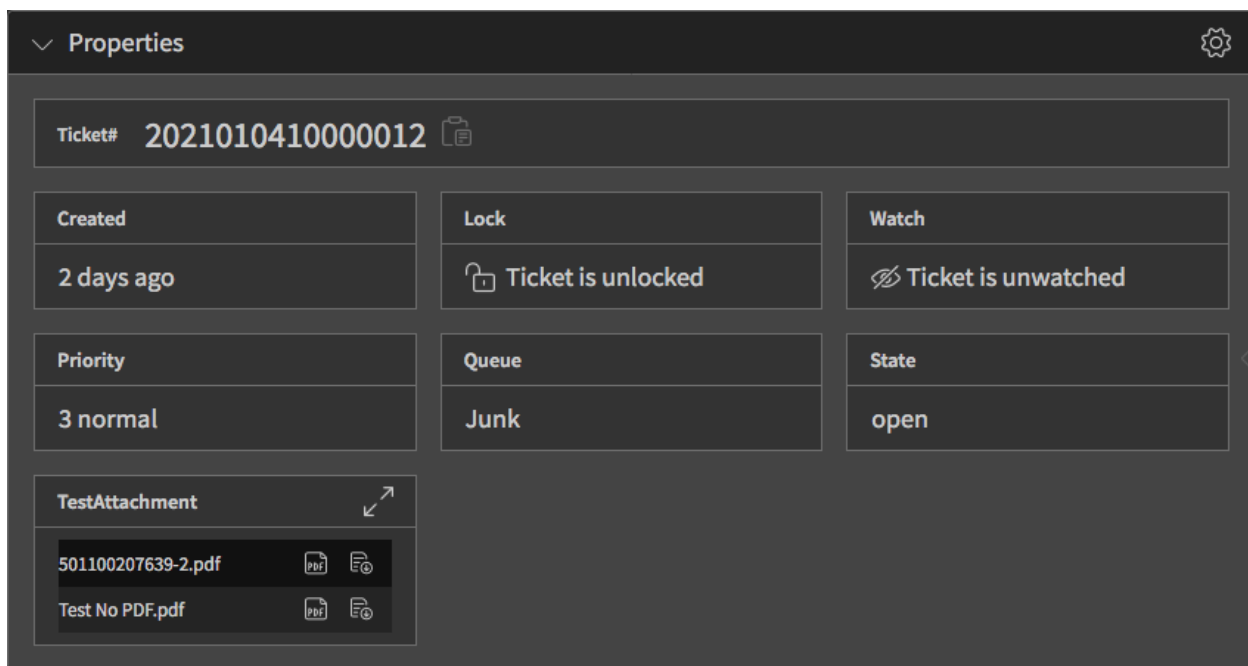 Properties
Ticket# 2021010410000012
Created
2 days ago
Lock
Ticket is unlocked
Watch
Ticket is unwatched
Priority
3 normal
Queue
Junk
State
open
TestAttachment
501100207639-2.pdf PDF
Test No PDF.pdf PDF